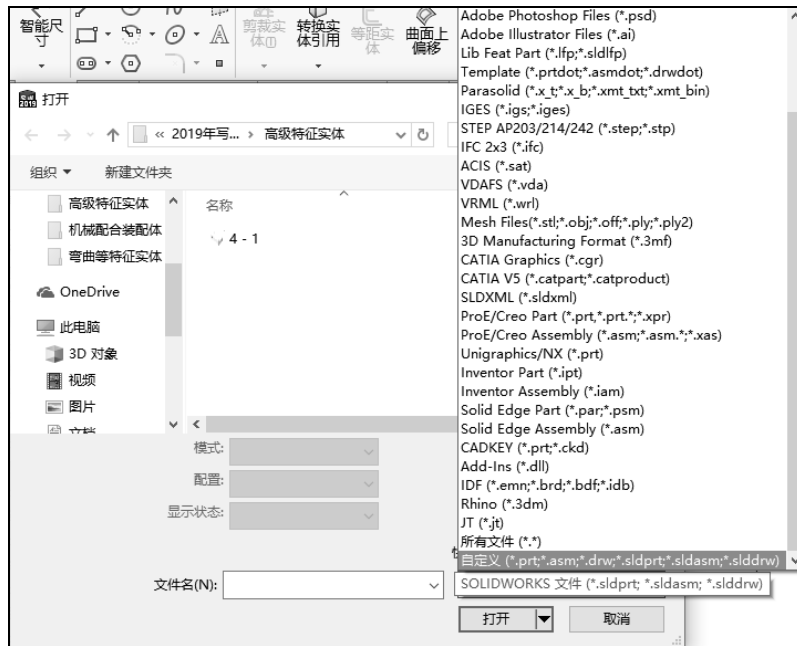 智能尺
寸
剪裁实
体(I)
转换实
体引用
等距实
体
曲面上
偏移
SW
2019
打开
« 2019年写... › 高级特征实体
组织
新建文件夹
高级特征实体
机械配合装配体
弯曲等特征实体
OneDrive
此电脑
3D 对象
视频
图片
文档
名称
4 - 1
模式:
配置:
显示状态:
文件名(N):
Adobe Photoshop Files (*.psd)
Adobe Illustrator Files (*.ai)
Lib Feat Part (*.lfp;*.sldlfp)
Template (*.prtdot;*.asmdot;*.drwdot)
Parasolid (*.x_t;*.x_b;*.xmt_txt;*.xmt_bin)
IGES (*.igs;*.iges)
STEP AP203/214/242 (*.step;*.stp)
IFC 2x3 (*.ifc)
ACIS (*.sat)
VDAFS (*.vda)
VRML (*.wrl)
Mesh Files(*.stl;*.obj;*.off;*.ply;*.ply2)
3D Manufacturing Format (*.3mf)
CATIA Graphics (*.cgr)
CATIA V5 (*.catpart;*.catproduct)
SLDXML (*.sldxml)
ProE/Creo Part (*.prt,*.prt.*;*.xpr)
ProE/Creo Assembly (*.asm;*.asm.*;*.xas)
Unigraphics/NX (*.prt)
Inventor Part (*.ipt)
Inventor Assembly (*.iam)
Solid Edge Part (*.par;*.psm)
Solid Edge Assembly (*.asm)
CADKEY (*.prt;*.ckd)
Add-Ins (*.dll)
IDF (*.emn;*.brd;*.bdf;*.idb)
Rhino (*.3dm)
JT (*.jt)
所有文件 (*.*)
自定义 (*.prt;*.asm;*.drw;*.sldprt;*.sldasm;*.slddrw)
SOLIDWORKS 文件 (*.sldprt; *.sldasm; *.slddrw)
打开
取消